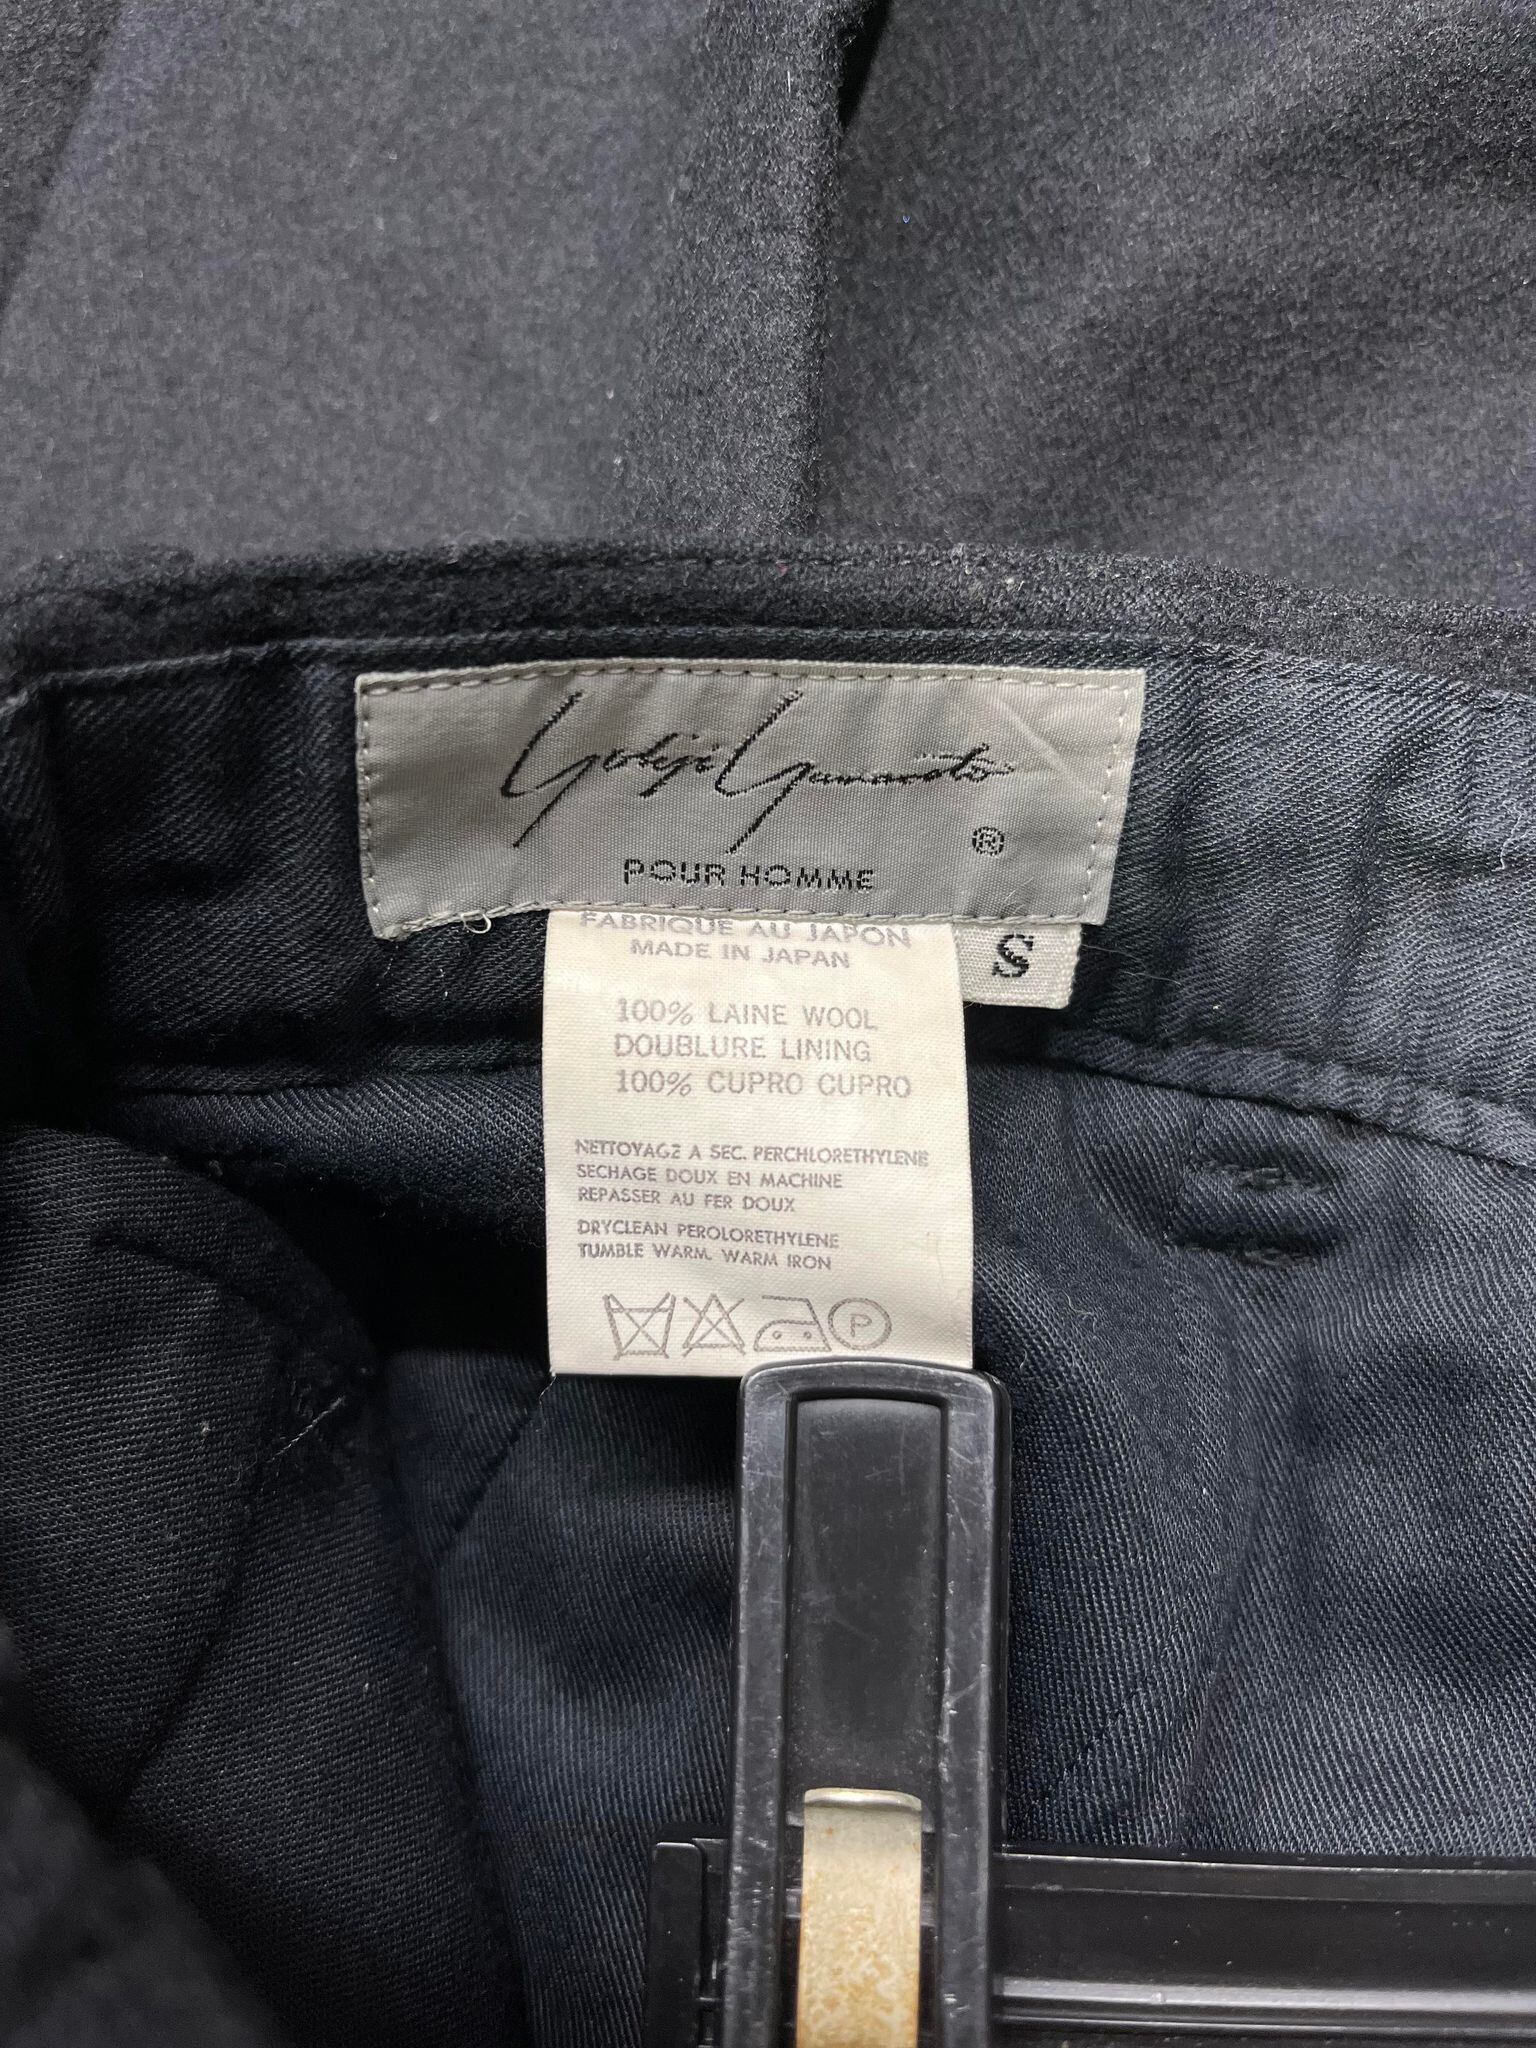 Yohji Yamamoto
®
POUR HOMME
S
FABRIQUE AU JAPON
MADE IN JAPAN
100% LAINE WOOL
DOUBLURE LINING
100% CUPRO CUPRO
NETTOYAGZ A SEC. PERCHLORETHYLENE
SECHAGE DOUX EN MACHINE
REPASSER AU FER DOUX
DRYCLEAN PEROLORETHYLENE
TUMBLE WARM. WARM IRON
P